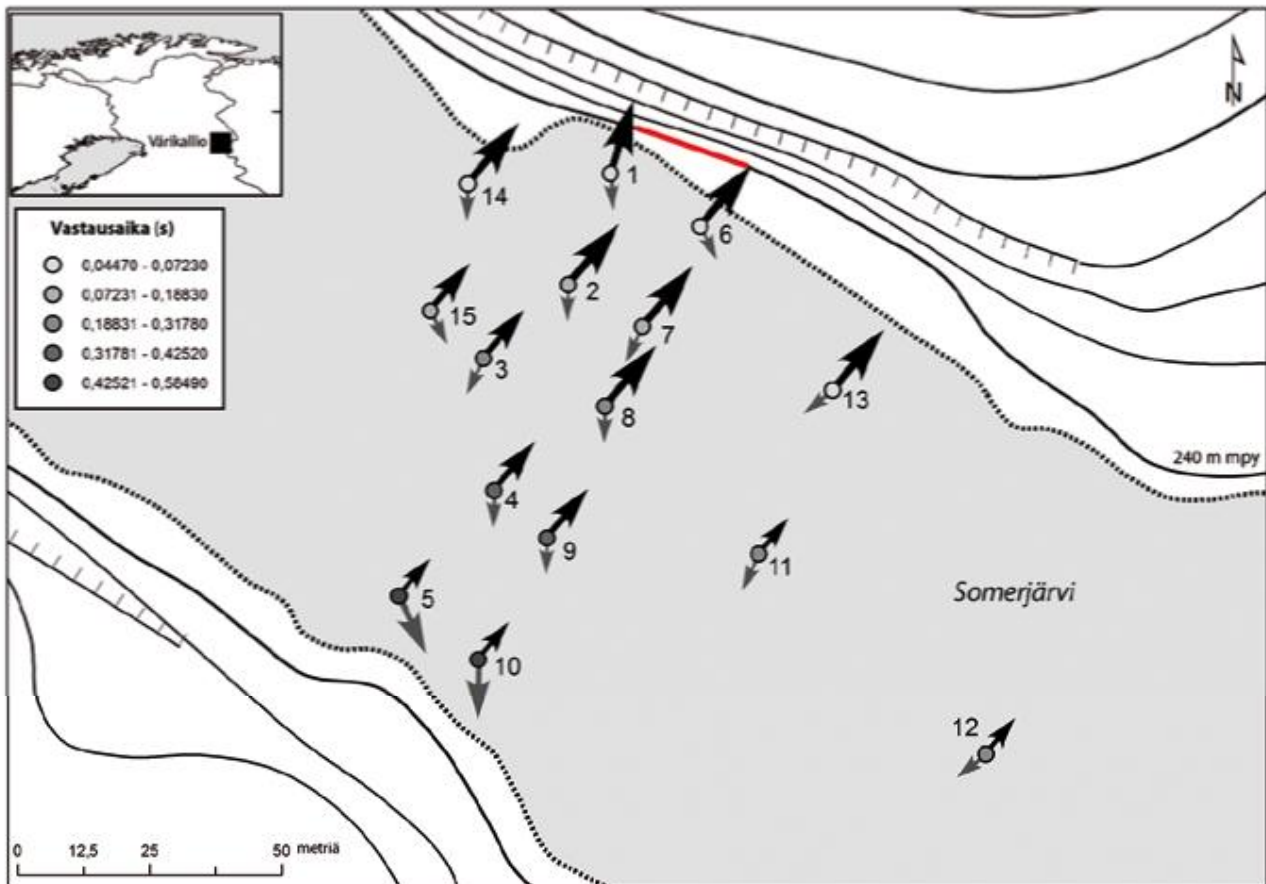 Värikallio
N
Vastausaika (s)
0,04470 - 0,07230
0,07231 - 0,18830
0,18831 - 0,31780
0,31781 - 0,42520
0,42521 - 0,56490
14
1
6
2
15
7
3
8
13
240 m mpy
4
9
11
5
Somerjärvi
10
12
0 12,5 25 50 metriä